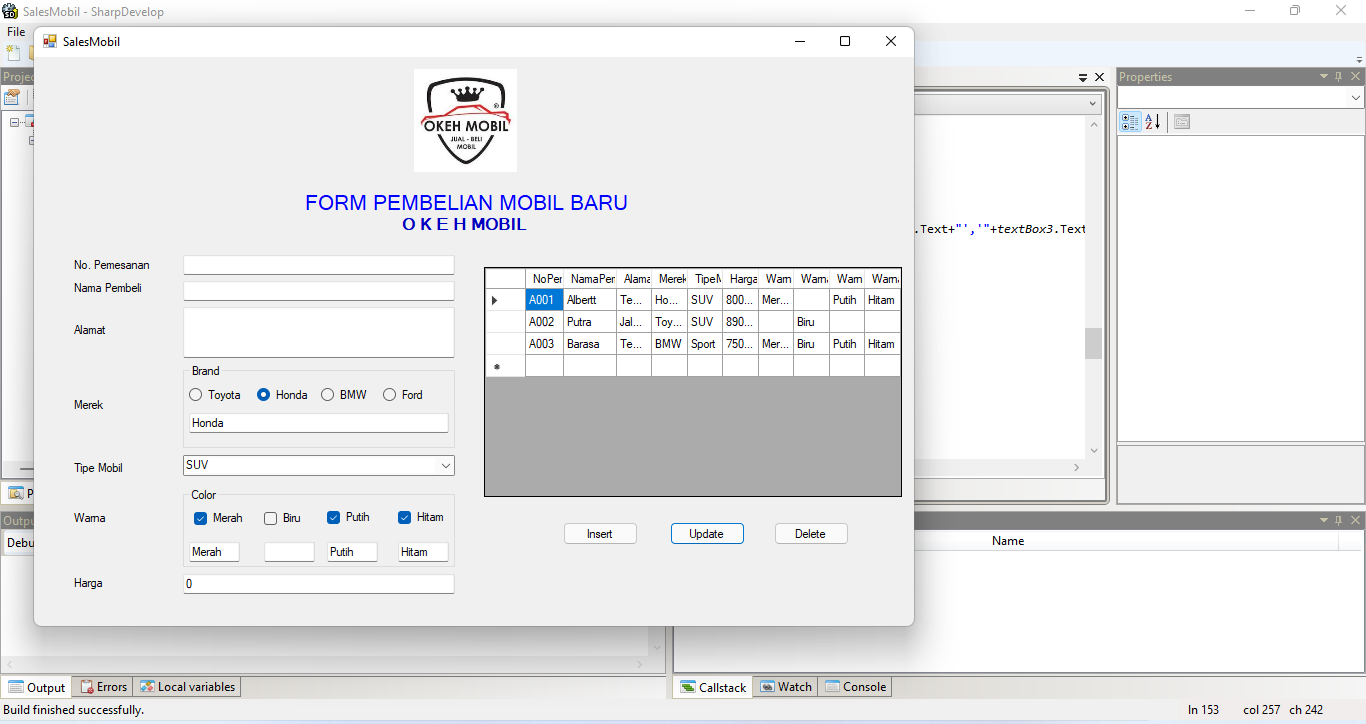 SalesMobil - SharpDevelop
File
SalesMobil
Projec
Properties
OKEH MOBIL
®
JUAL - BELI
MOBIL
FORM PEMBELIAN MOBIL BARU
O K E H MOBIL
.Text+"','"+textBox3.Text
No. Pemesanan
Nama Pembeli
Alamat
Merek
Brand
Toyota Honda BMW Ford
Honda
Tipe Mobil
SUV
Warna
Color
Merah Biru Putih Hitam
Merah Putih Hitam
Harga
0
NoPer NamaPer Alama Merek TipeM Harga Warn Warn Warn Warn
A001 Albertt Te... Ho... SUV 800... Mer... Putih Hitam
A002 Putra Jal... Toy... SUV 890... Biru
A003 Barasa Te... BMW Sport 750... Mer... Biru Putih Hitam
Insert Update Delete
P
Outpu
Debu
Name
Output Errors Local variables
Callstack Watch Console
Build finished successfully.
ln 153 col 257 ch 242